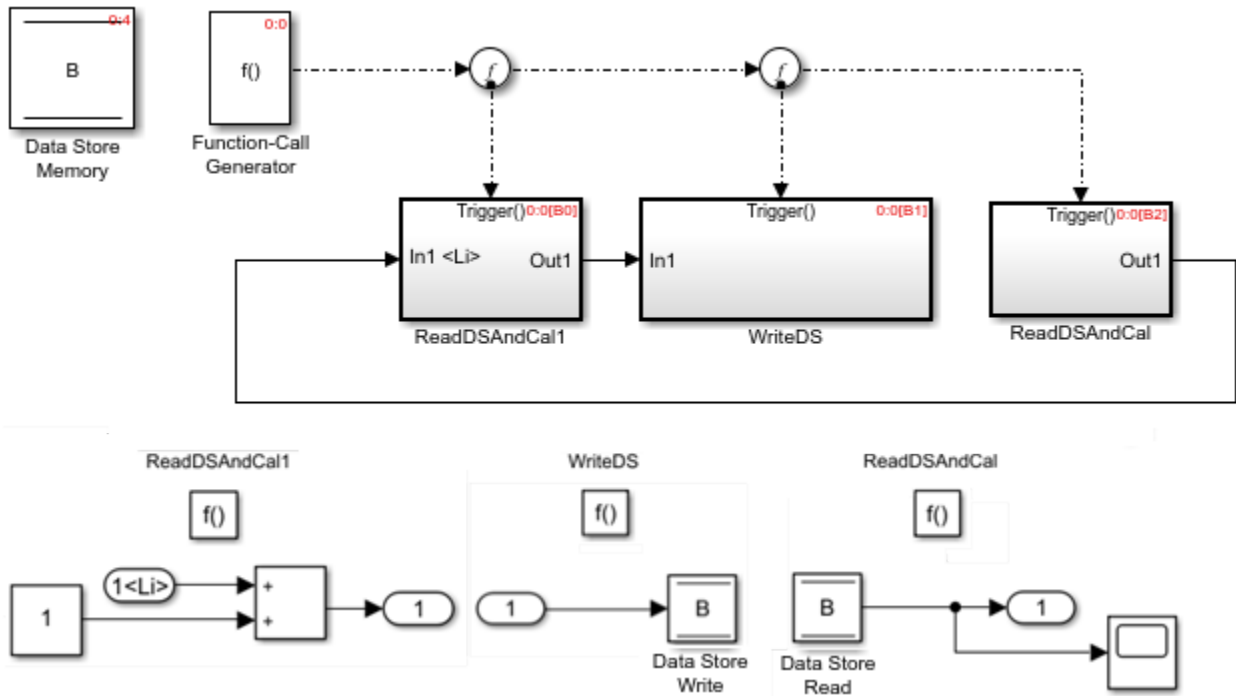 0:4
B
Data Store
Memory
0:0
f()
Function-Call
Generator
f
f
Trigger() 0:0[B0]
In1 <Li>
Out1
ReadDSAndCal1
Trigger()
0:0[B1]
In1
WriteDS
Trigger() 0:0[B2]
Out1
ReadDSAndCal
ReadDSAndCal1
f()
1<Li>
1
+
+
1
WriteDS
f()
1
B
Data Store
Write
ReadDSAndCal
f()
B
Data Store
Read
1